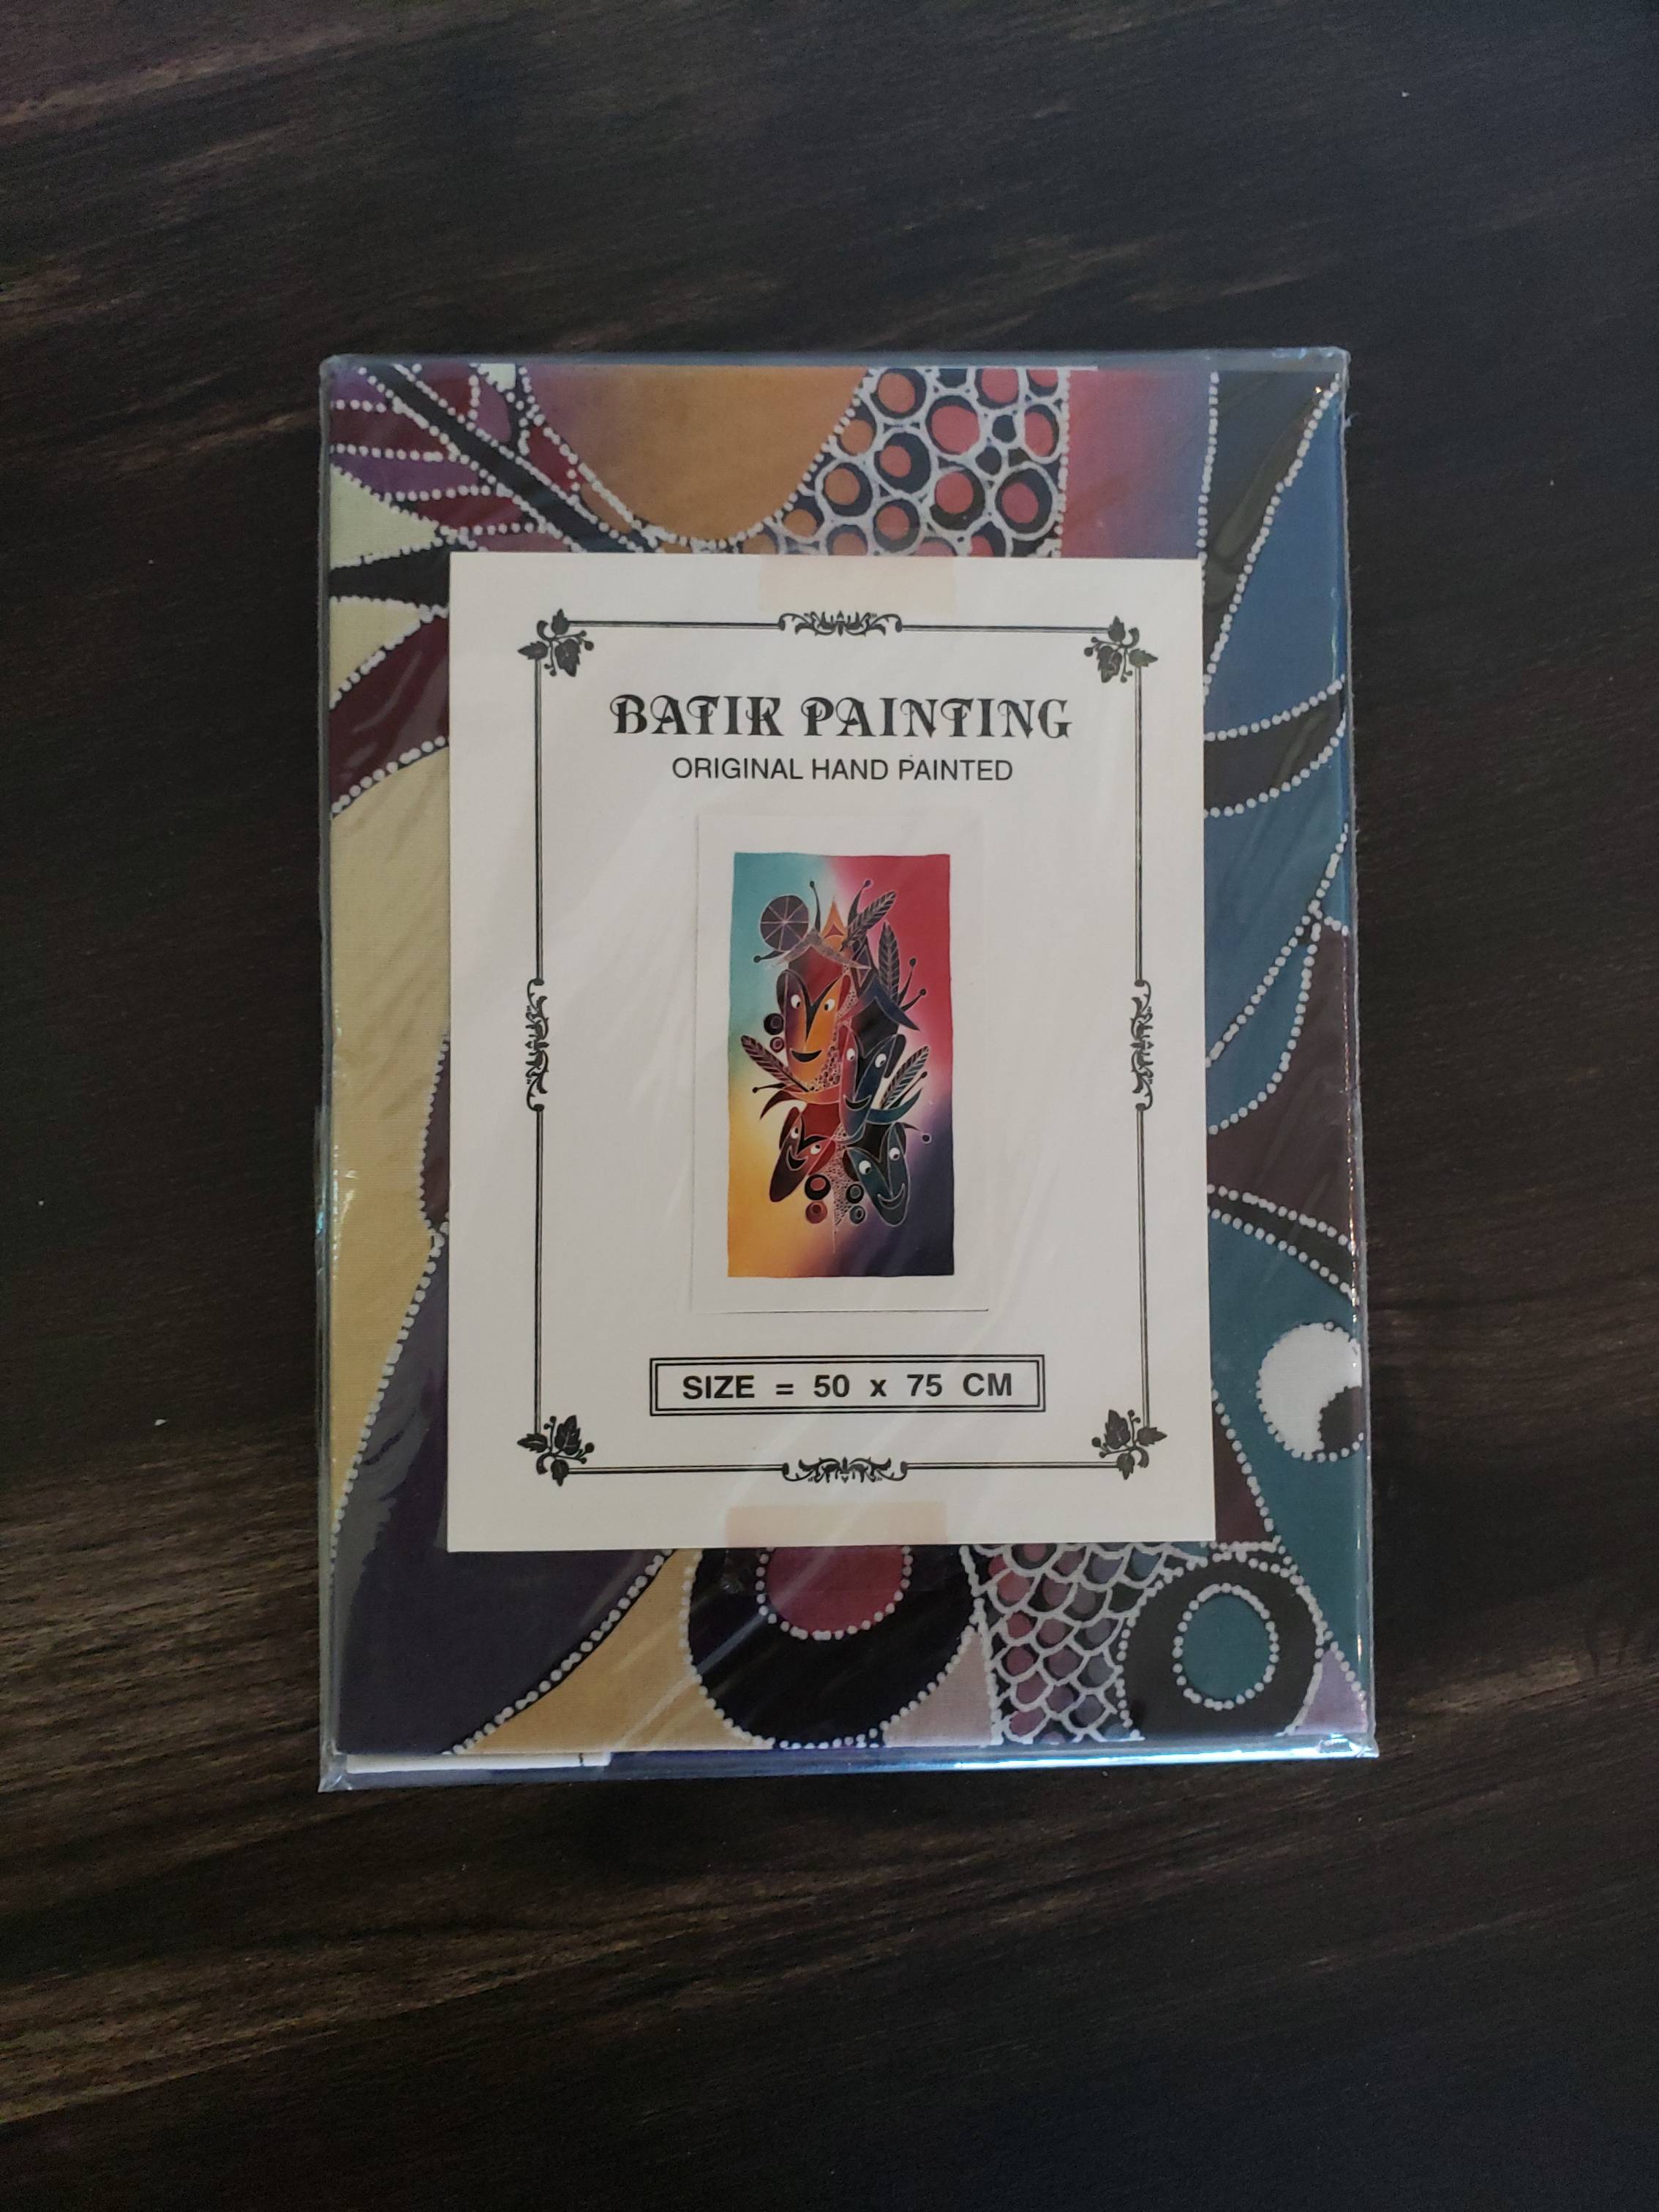 BATIK PAINTING
ORIGINAL HAND PAINTED
SIZE = 50 x 75 CM